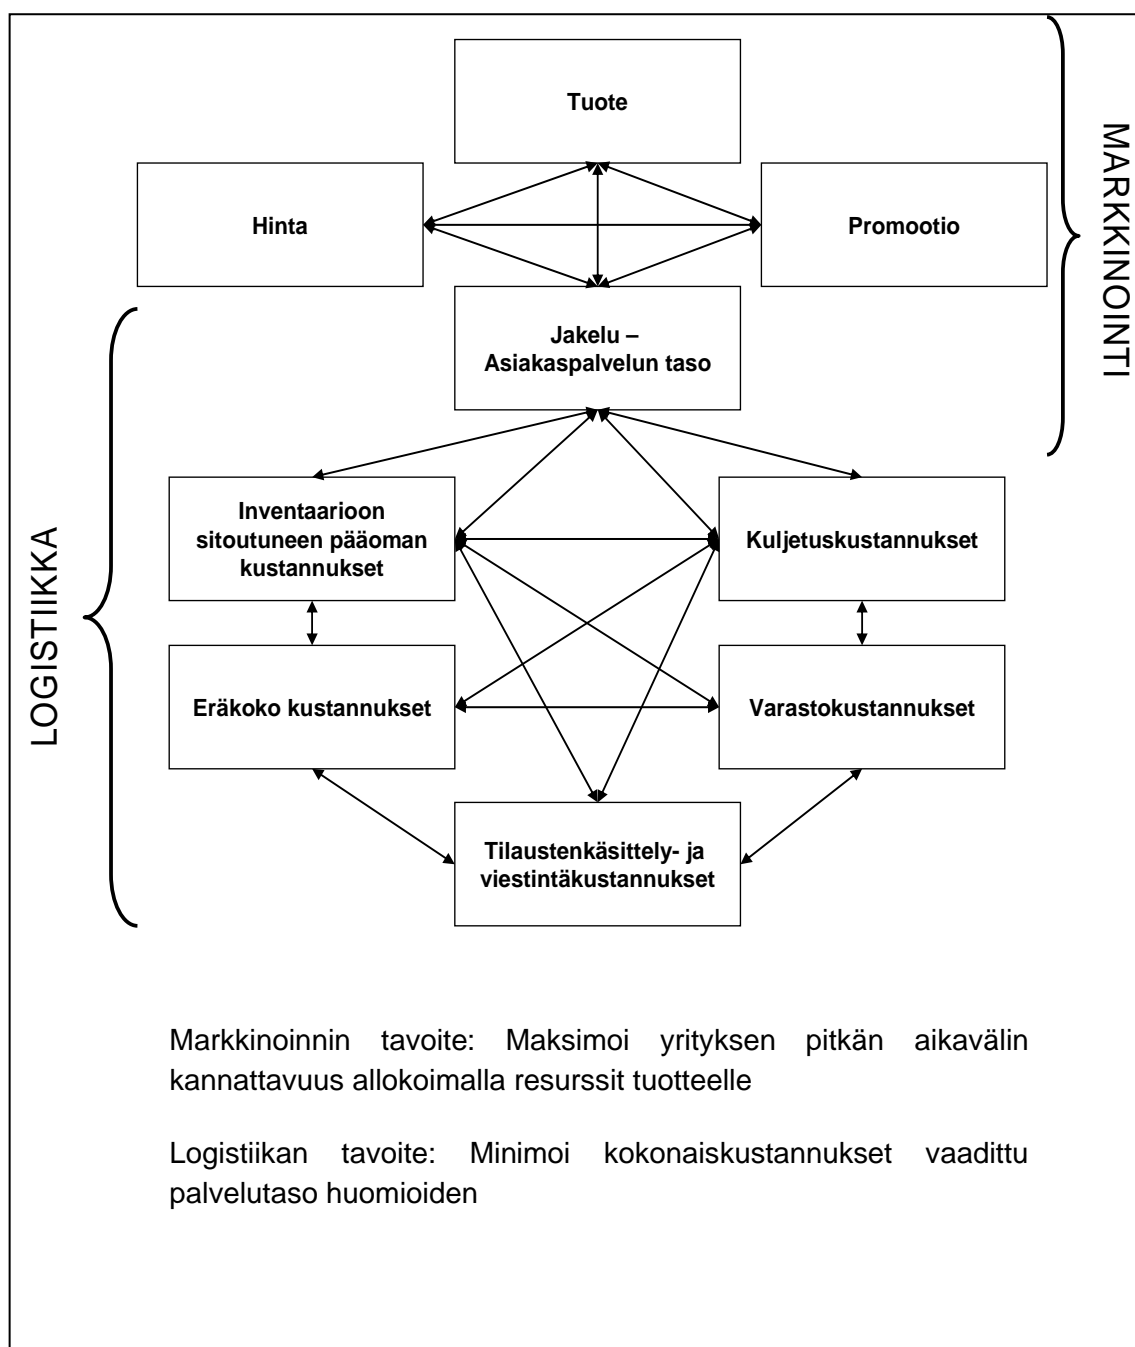 Tuote
MARKKINOINTI
Hinta
Promootio
Jakelu –
Asiakaspalvelun taso
LOGISTIIKKA
Inventaarioon
sitoutuneen pääoman
kustannukset
Kuljetuskustannukset
Eräkoko kustannukset
Varastokustannukset
Tilaustenkäsittely- ja
viestintäkustannukset
Markkinoinnin tavoite: Maksimoi yrityksen pitkän aikavälin
kannattavuus allokoimalla resurssit tuotteelle
Logistiikan tavoite: Minimoi kokonaiskustannukset vaadittu
palvelutaso huomioiden